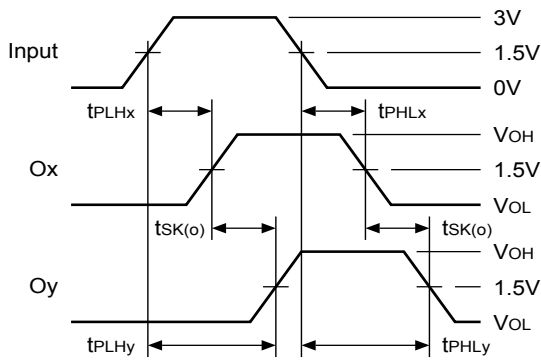 3V
Input
1.5V
0V
tPLHx
tPHLx
VOH
Ox
1.5V
VOL
tSK(o)
tSK(o)
VOH
Oy
1.5V
VOL
tPLHy
tPHLy